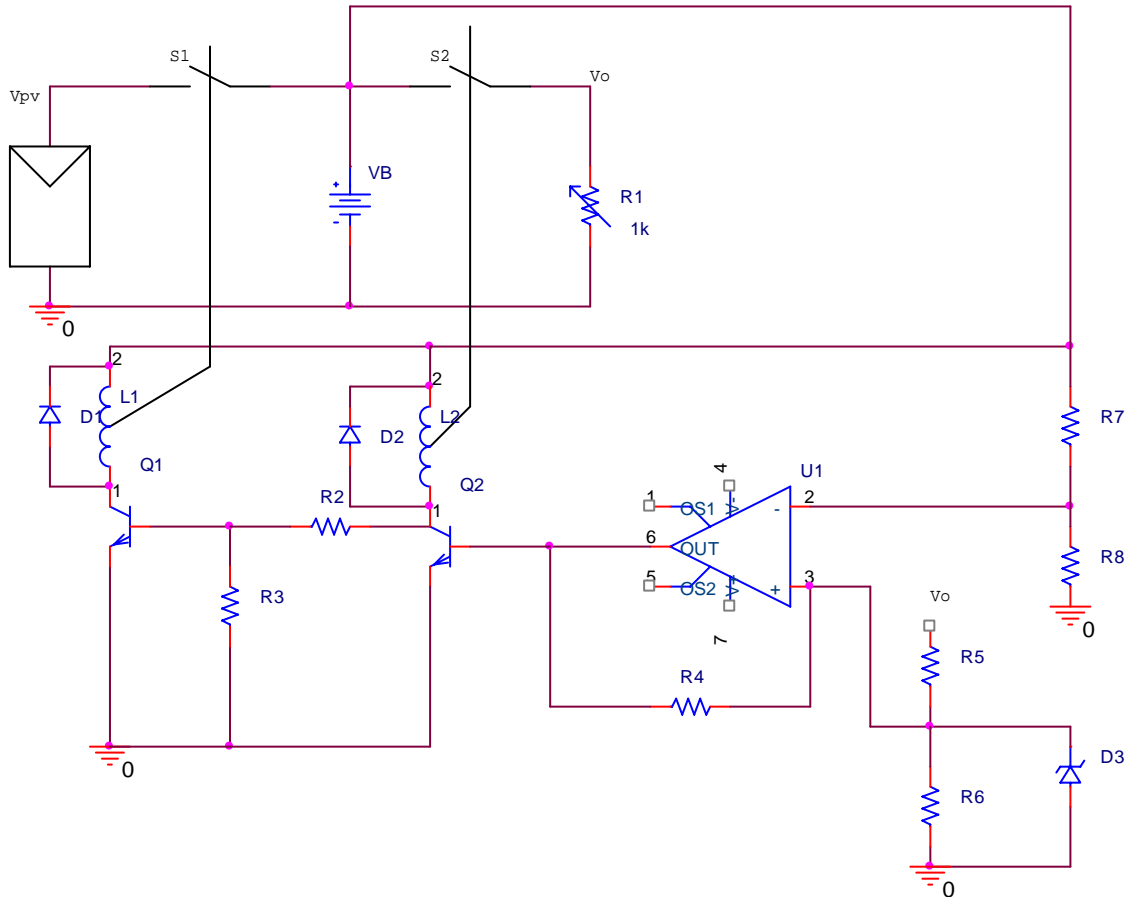 S1
S2
Vo
Vpv
VB
+
-
R1
1k
0
2
2
L1
L2
D1
D2
R7
Q1
Q2
4
U1
1
1
R2
1
OS1
V-
-
2
6
OUT
R8
5
OS2
V+
+
3
R3
Vo
0
7
R5
R4
D3
0
R6
0